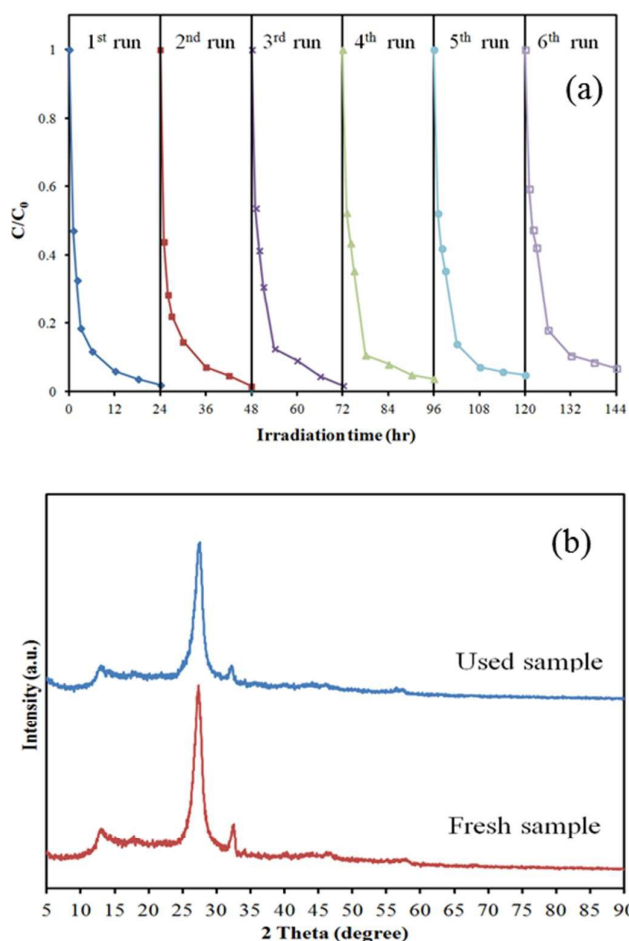 1st run 2nd run 3rd run 4th run 5th run 6th run
(a)
1
0.8
0.6
0.4
0.2
0
C/C0
0 12 24 36 48 60 72 84 96 108 120 132 144
Irradiation time (hr)
(b)
Used sample
Fresh sample
Intensity (a.u.)
5 10 15 20 25 30 35 40 45 50 55 60 65 70 75 80 85 90
2 Theta (degree)